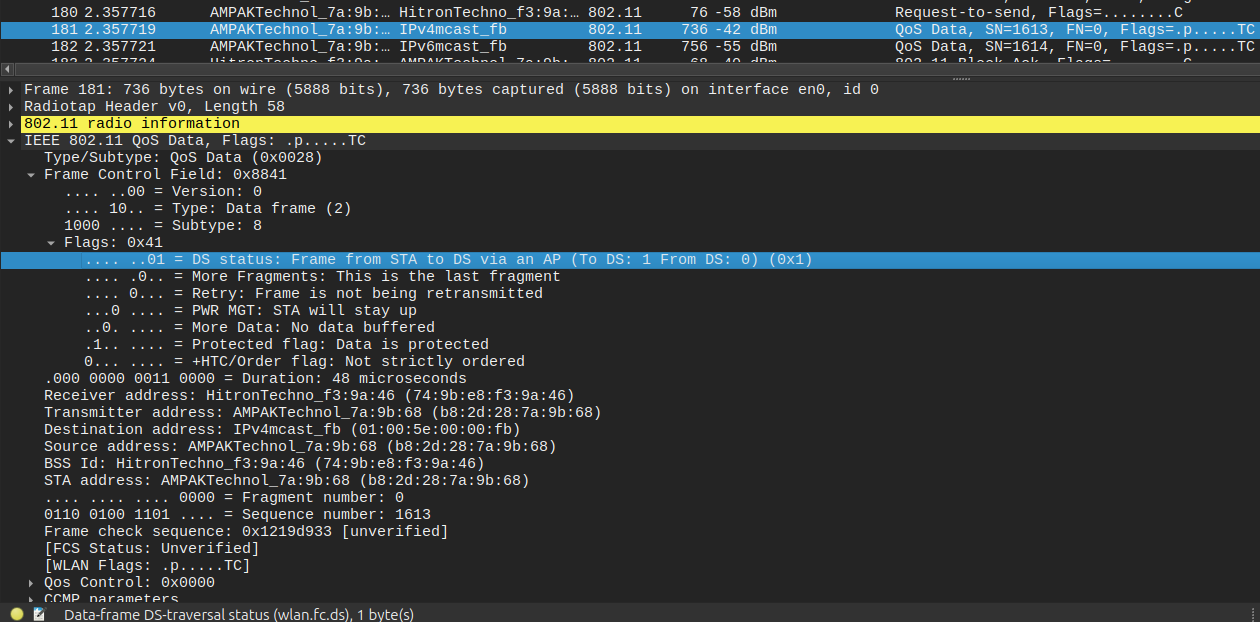 180 2.357716 AMPAKTechnol_7a:9b:… HitronTechno_f3:9a:… 802.11 76 -58 dBm Request-to-send, Flags=........C
181 2.357719 AMPAKTechnol_7a:9b:… IPv4mcast_fb 802.11 736 -42 dBm QoS Data, SN=1613, FN=0, Flags=.p.....TC
182 2.357721 AMPAKTechnol_7a:9b:… IPv6mcast_fb 802.11 756 -55 dBm QoS Data, SN=1614, FN=0, Flags=.p.....TC
Frame 181: 736 bytes on wire (5888 bits), 736 bytes captured (5888 bits) on interface en0, id 0
Radiotap Header v0, Length 58
802.11 radio information
IEEE 802.11 QoS Data, Flags: .p.....TC
Type/Subtype: QoS Data (0x0028)
Frame Control Field: 0x8841
.... ..00 = Version: 0
.... 10.. = Type: Data frame (2)
1000 .... = Subtype: 8
Flags: 0x41
.... ..01 = DS status: Frame from STA to DS via an AP (To DS: 1 From DS: 0) (0x1)
.... .0.. = More Fragments: This is the last fragment
.... 0... = Retry: Frame is not being retransmitted
...0 .... = PWR MGT: STA will stay up
..0. .... = More Data: No data buffered
.1.. .... = Protected flag: Data is protected
0... .... = +HTC/Order flag: Not strictly ordered
.000 0000 0011 0000 = Duration: 48 microseconds
Receiver address: HitronTechno_f3:9a:46 (74:9b:e8:f3:9a:46)
Transmitter address: AMPAKTechnol_7a:9b:68 (b8:2d:28:7a:9b:68)
Destination address: IPv4mcast_fb (01:00:5e:00:00:fb)
Source address: AMPAKTechnol_7a:9b:68 (b8:2d:28:7a:9b:68)
BSS Id: HitronTechno_f3:9a:46 (74:9b:e8:f3:9a:46)
STA address: AMPAKTechnol_7a:9b:68 (b8:2d:28:7a:9b:68)
.... .... .... 0000 = Fragment number: 0
0110 0100 1101 .... = Sequence number: 1613
Frame check sequence: 0x1219d933 [unverified]
[FCS Status: Unverified]
[WLAN Flags: .p.....TC]
Qos Control: 0x0000
CCMP parameters
Data-frame DS-traversal status (wlan.fc.ds), 1 byte(s)